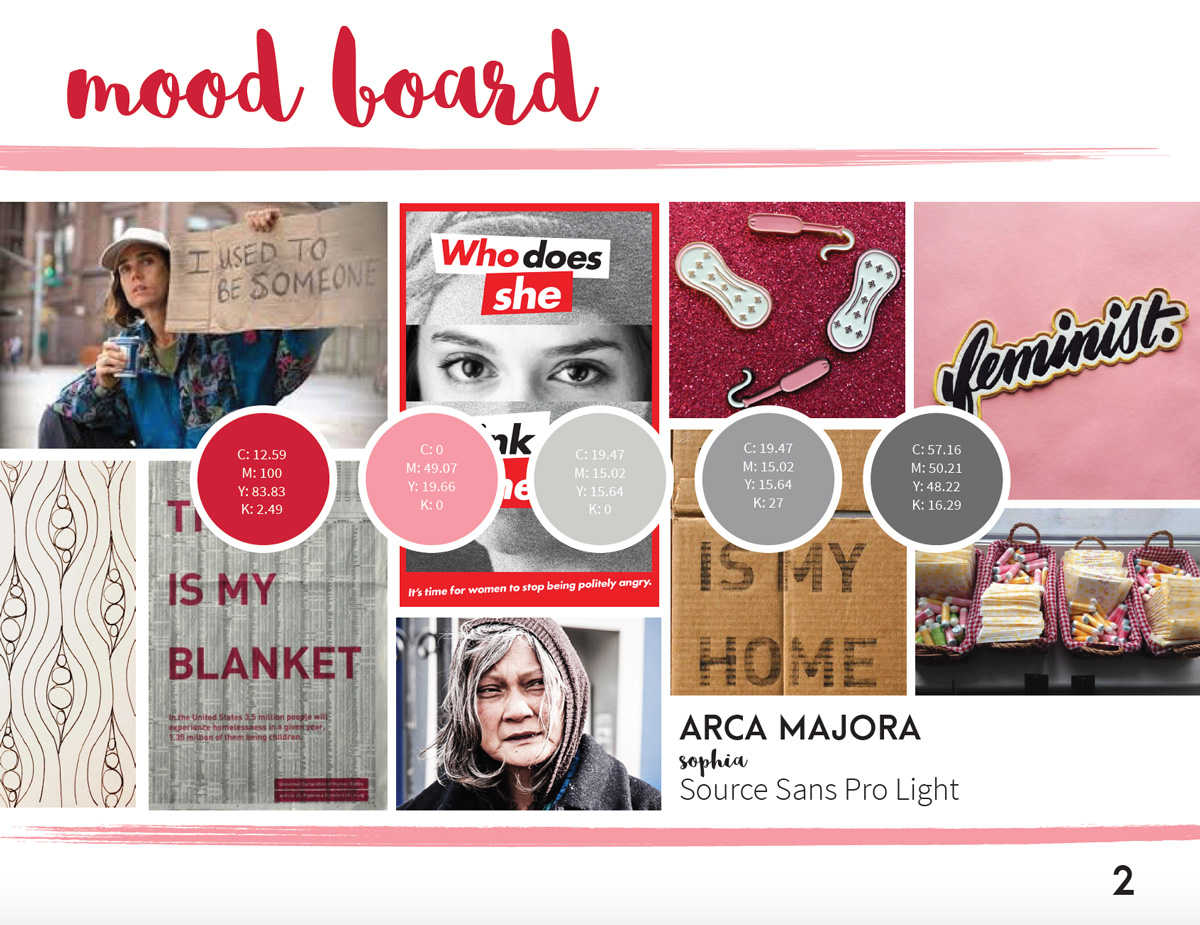 mood board
I USED TO
BE SOMEONE
Who does
she
ink
he
It's time for women to stop being politely angry.
feminist.
C: 12.59
M: 100
Y: 83.83
K: 2.49
C: 0
M: 49.07
Y: 19.66
K: 0
C: 19.47
M: 15.02
Y: 15.64
K: 0
C: 19.47
M: 15.02
Y: 15.64
K: 27
C: 57.16
M: 50.21
Y: 48.22
K: 16.29
IS MY
BLANKET
In the United States 3.5 million people will
experience homelessness in a given year,
1.35 million of them being children.
IS MY
HOME
ARCA MAJORA
sophia
Source Sans Pro Light
2